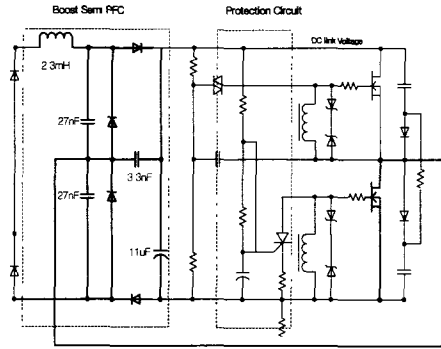 Boost Semi PFC
Protection Circuit
DC link Voltage
2.3mH
27nF
3.3nF
27nF
11uF